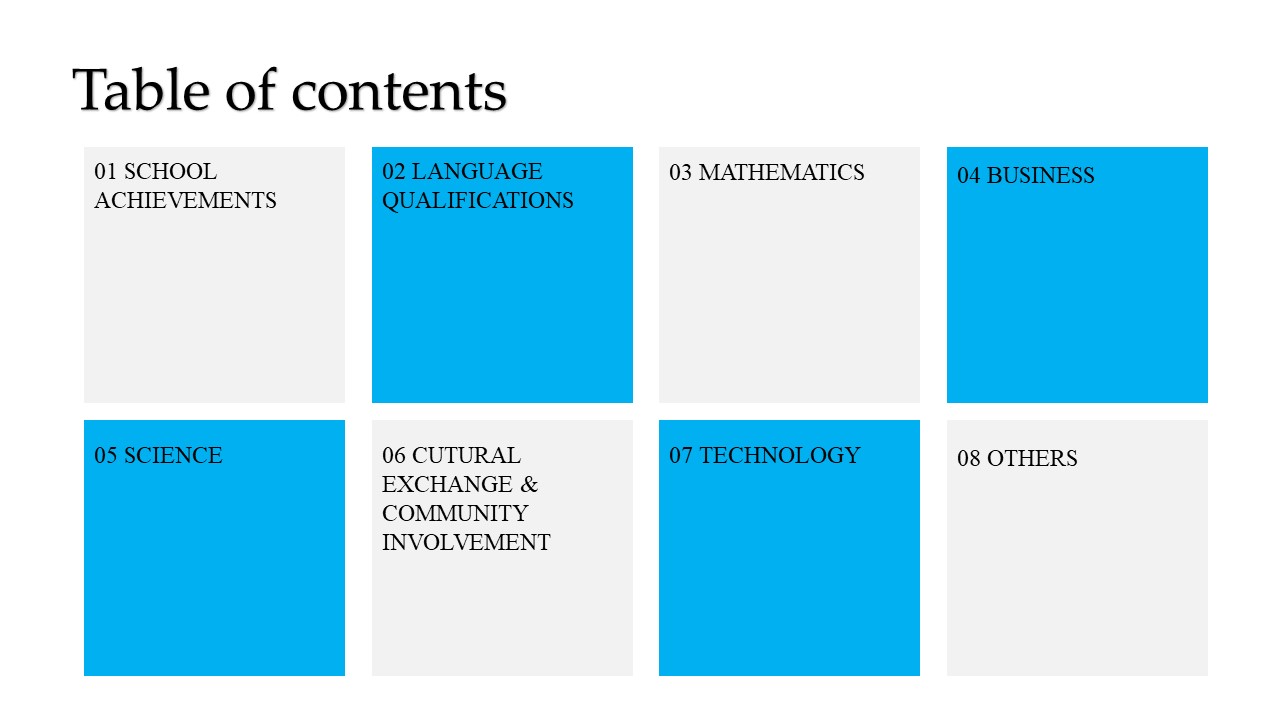 Table of contents
01 SCHOOL
ACHIEVEMENTS
02 LANGUAGE
QUALIFICATIONS
03 MATHEMATICS
04 BUSINESS
05 SCIENCE
06 CUTURAL
EXCHANGE &
COMMUNITY
INVOLVEMENT
07 TECHNOLOGY
08 OTHERS